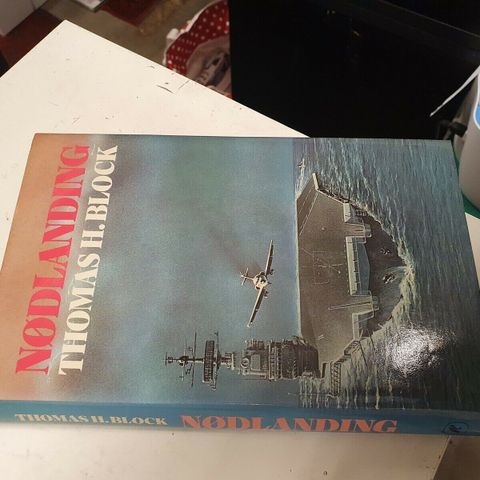 NØDLANDING
THOMAS H. BLOCK
THOMAS H. BLOCK NØDLANDING